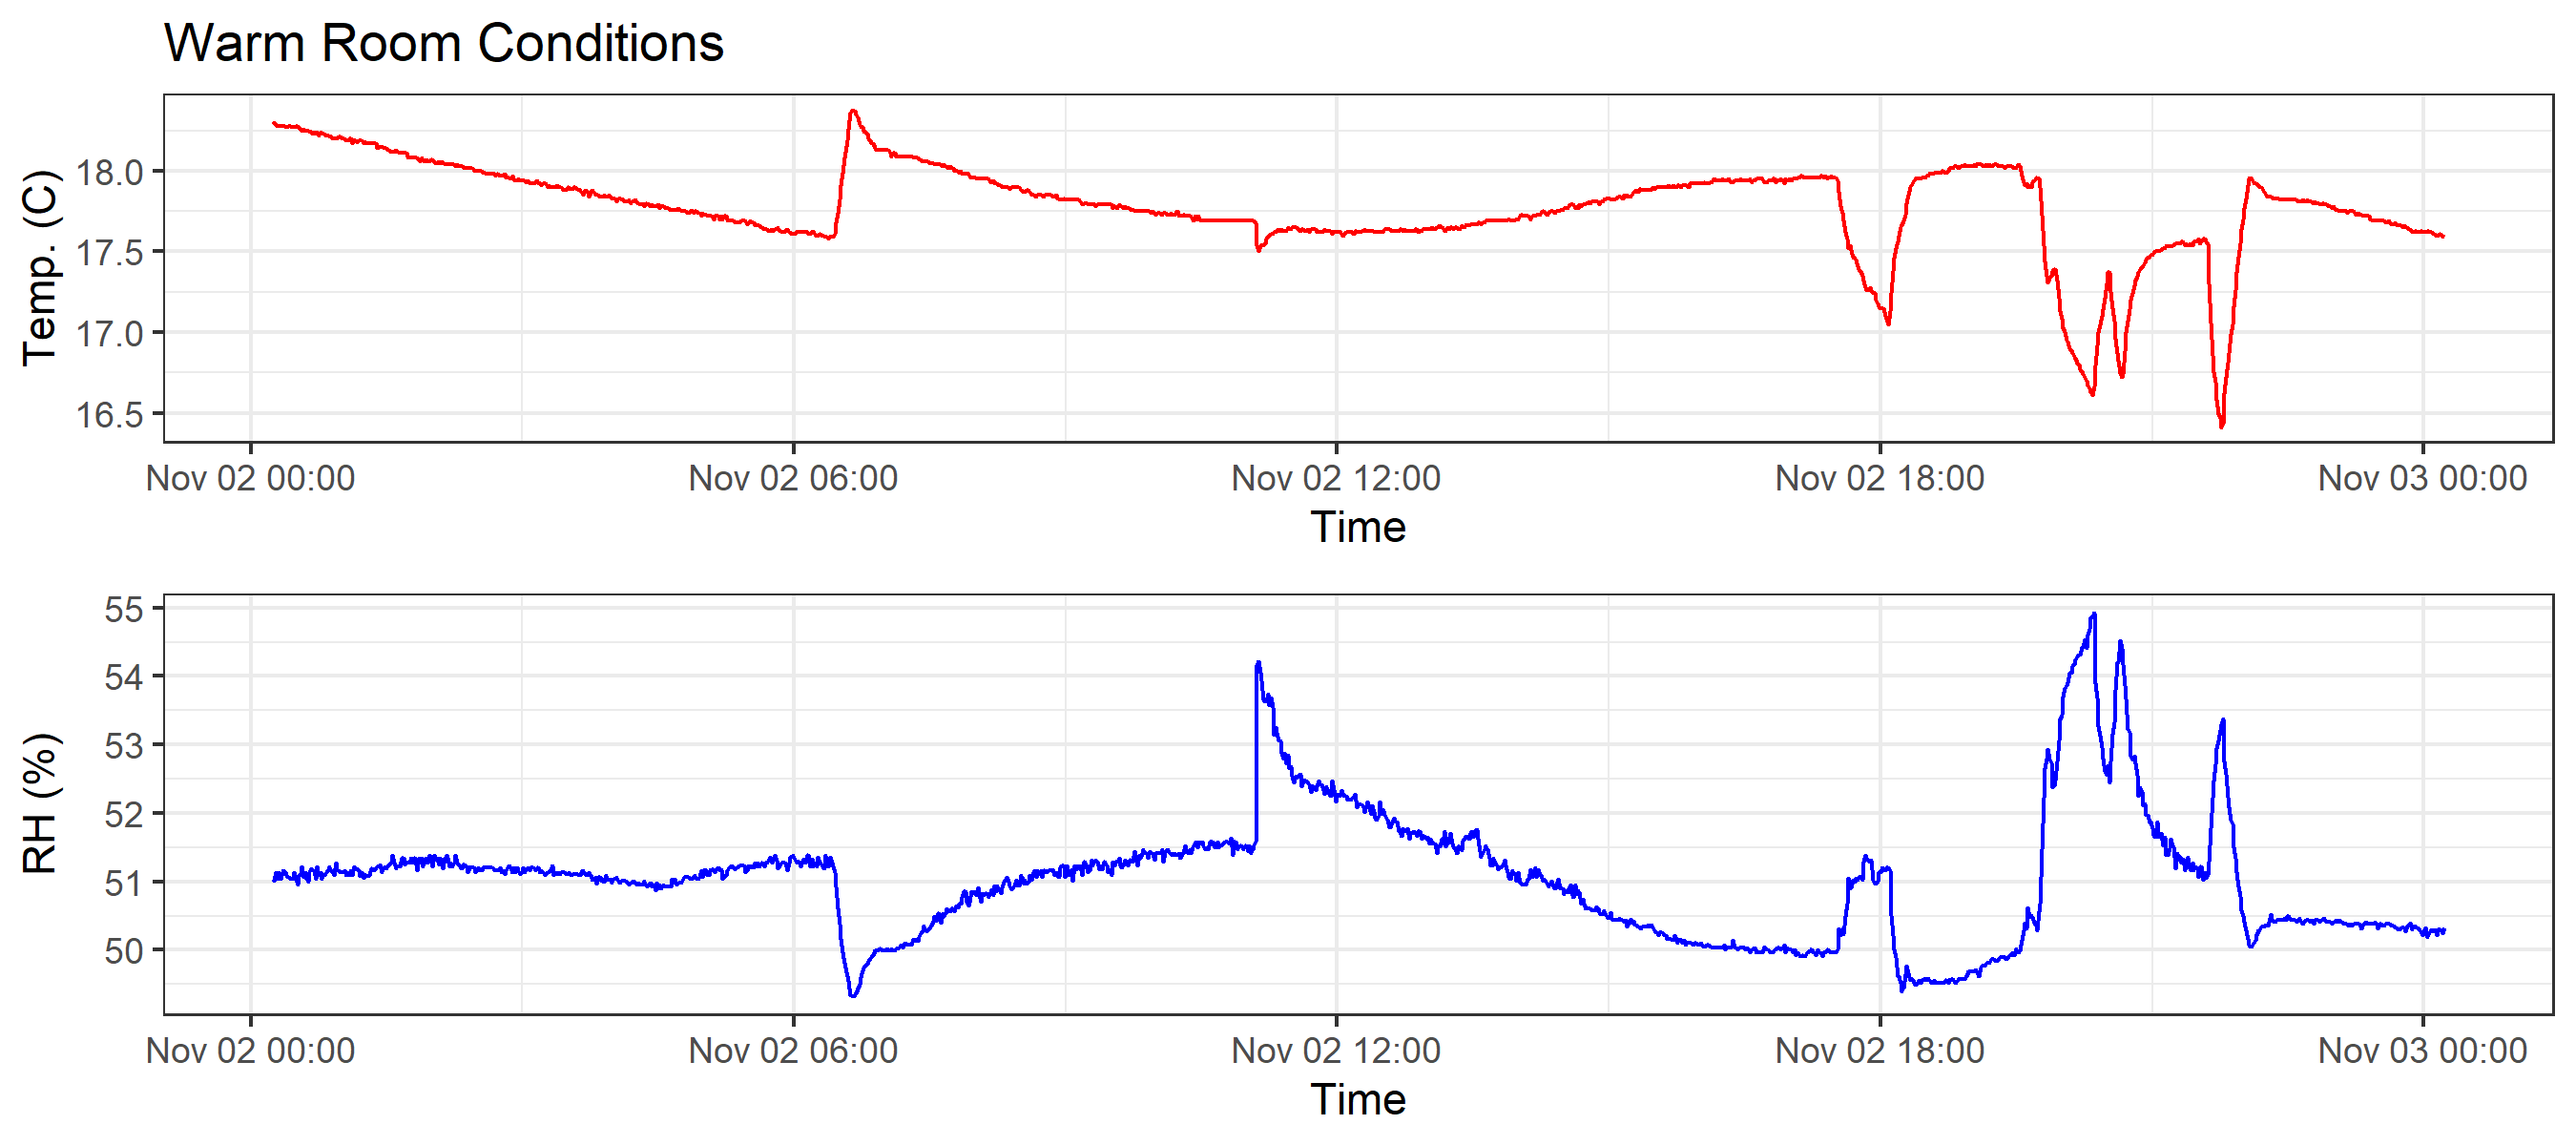 Warm Room Conditions
Temp. (C)
18.0
17.5
17.0
16.5
Nov 02 00:00 Nov 02 06:00 Nov 02 12:00 Nov 02 18:00 Nov 03 00:00
Time
RH (%)
55
54
53
52
51
50
Nov 02 00:00 Nov 02 06:00 Nov 02 12:00 Nov 02 18:00 Nov 03 00:00
Time